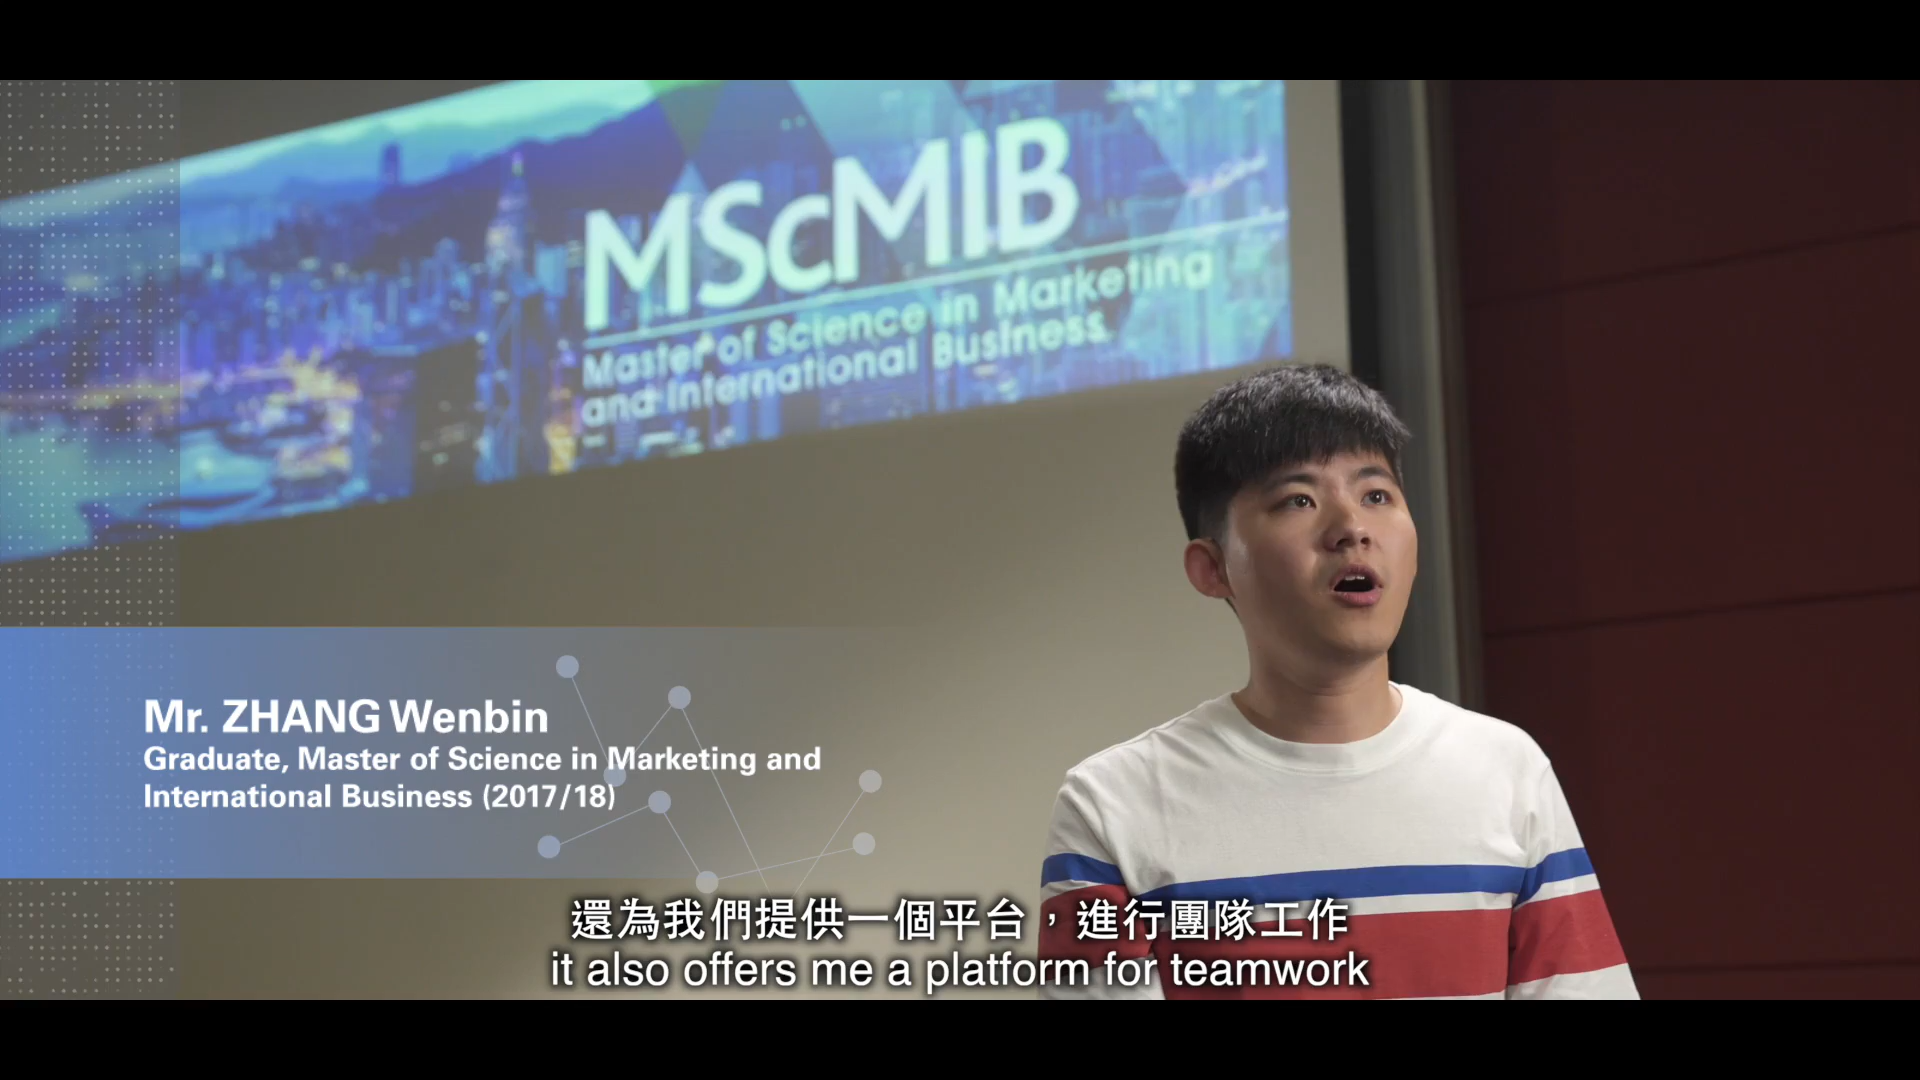 MScMIB
Master of Science in Marketing
and International Business
Mr. ZHANG Wenbin
Graduate, Master of Science in Marketing and
International Business (2017/18)
還為我們提供一個平台，進行團隊工作
it also offers me a platform for teamwork